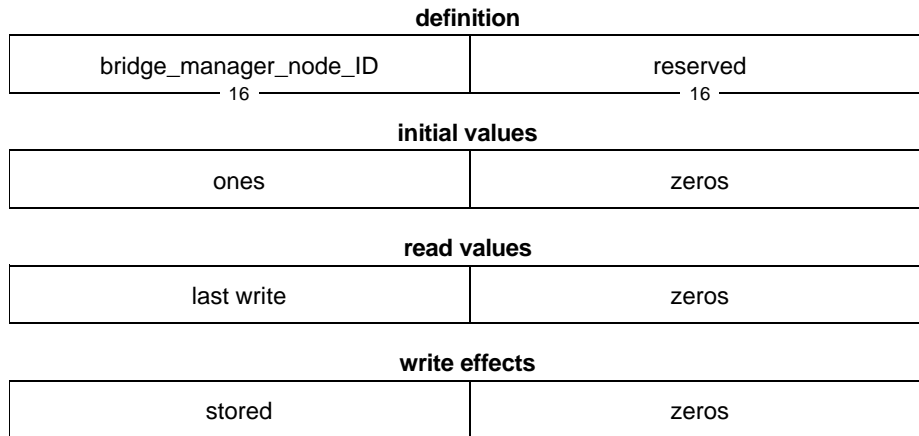 definition
bridge_manager_node_ID reserved
16 16
initial values
ones zeros
read values
last write zeros
write effects
stored zeros